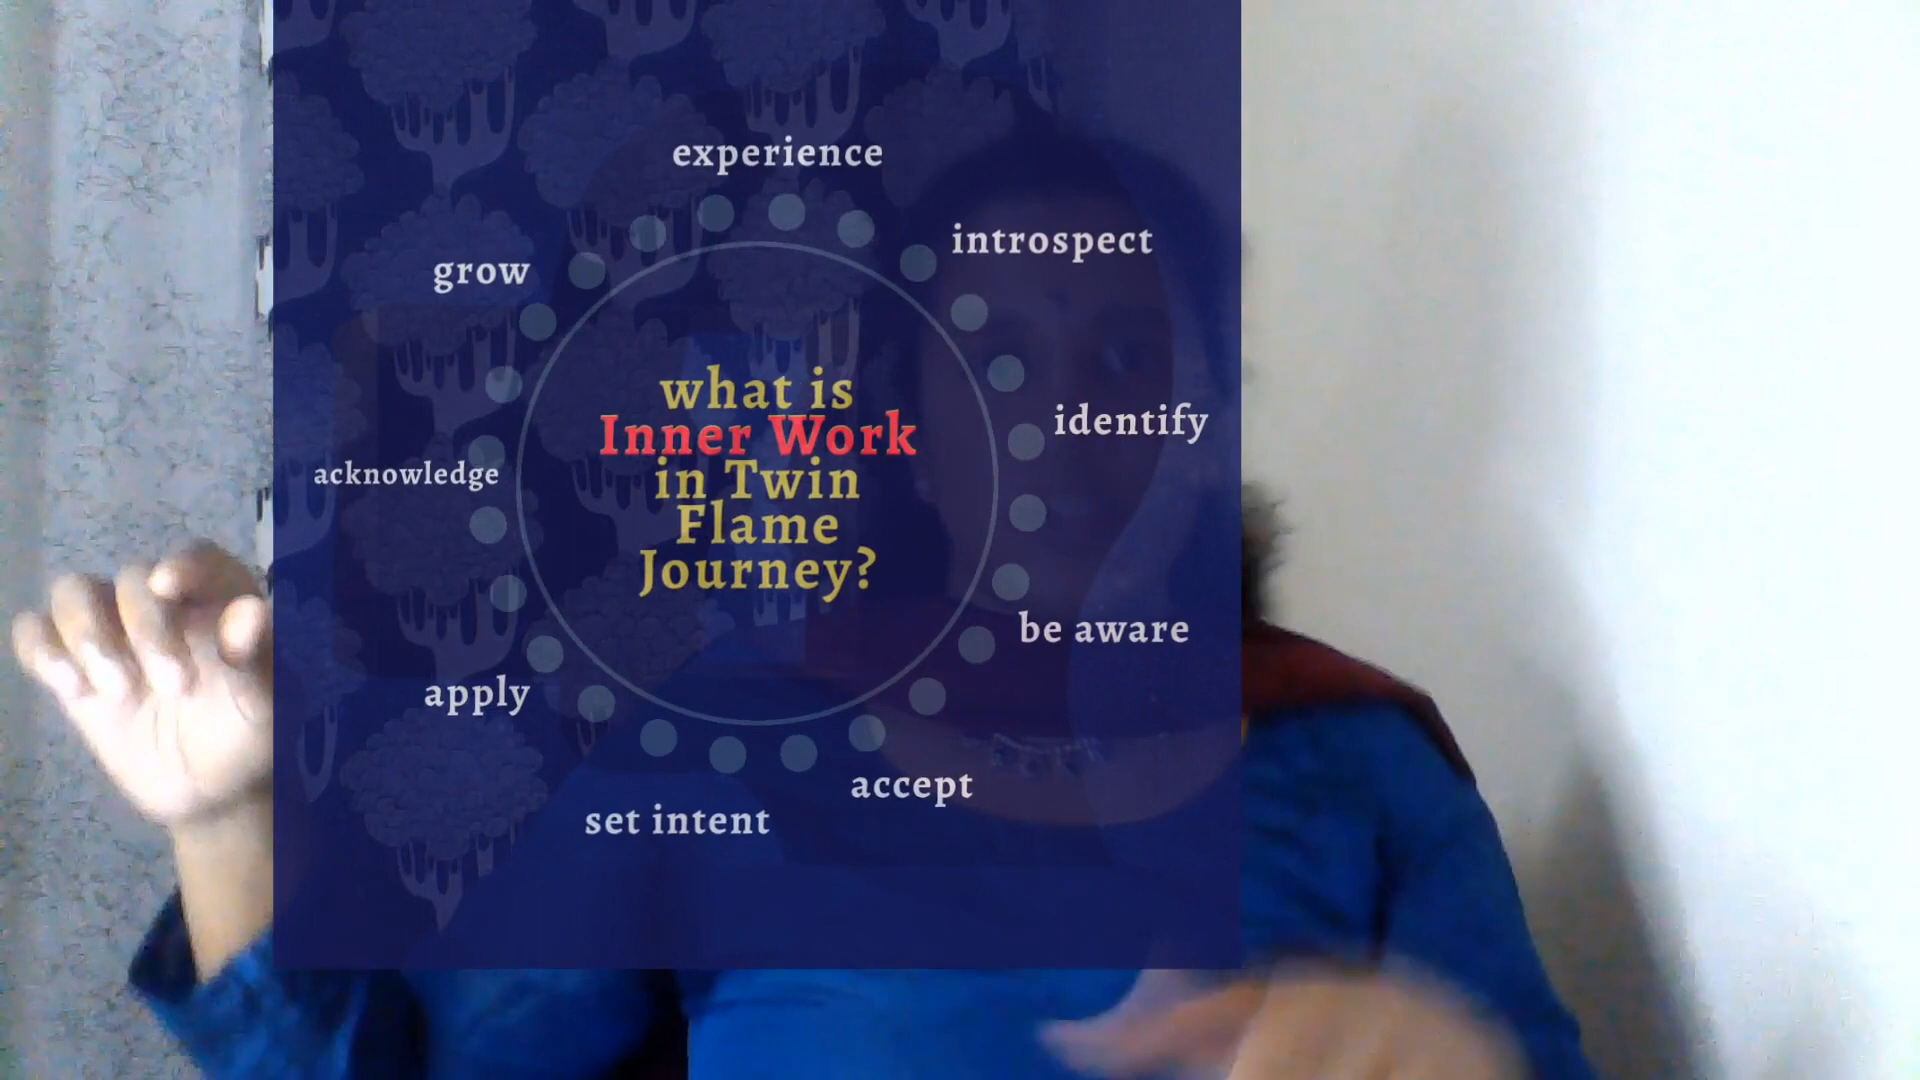 experience
introspect
identify
be aware
accept
set intent
apply
acknowledge
grow
what is
Inner Work
in Twin
Flame
Journey?